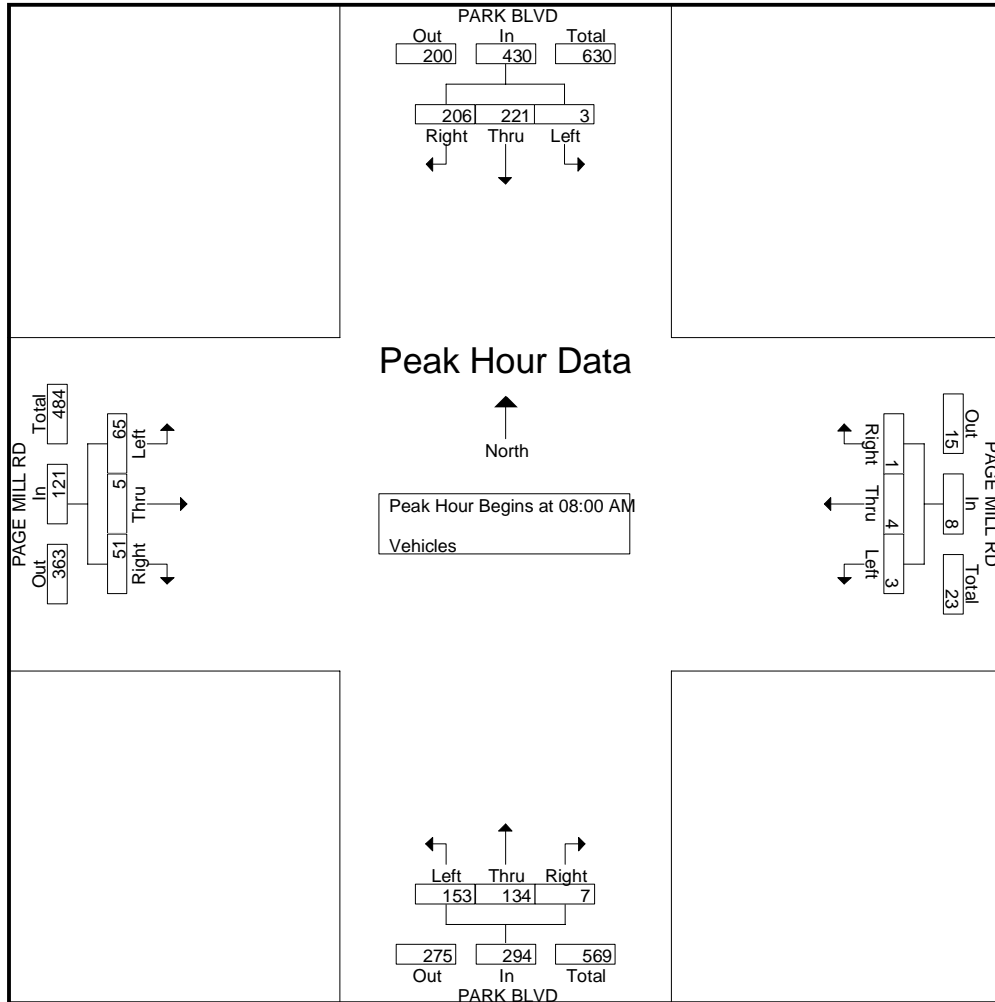 PARK BLVD
Out In Total
200 430 630
206 221 3
Right Thru Left
Peak Hour Data
North
Peak Hour Begins at 08:00 AM
Vehicles
PAGE MILL RD
Out In Total
363 121 484
65 5 51
Left Thru Right
Right Thru Left
1 4 3
Out In Total
15 8 23
PAGE MILL RD
Left Thru Right
153 134 7
275 294 569
Out In Total
PARK BLVD